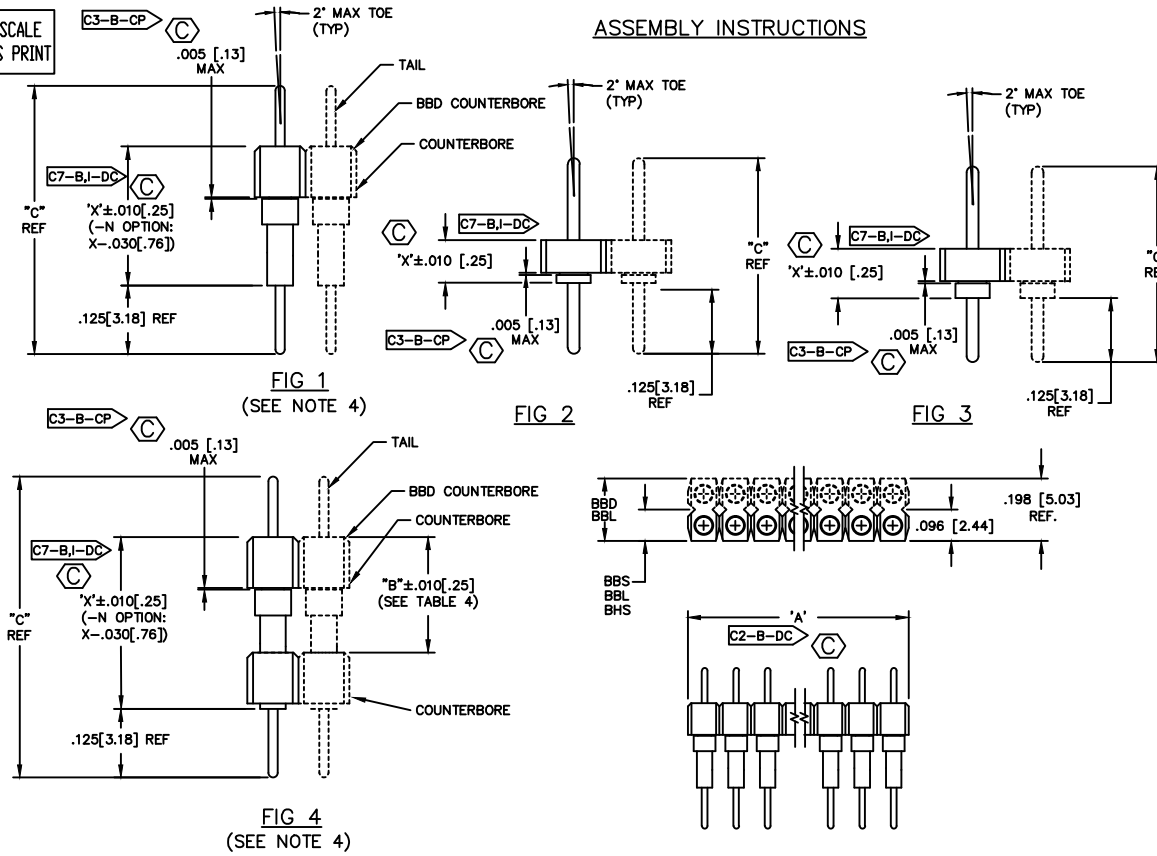 SCALE
S PRINT
ASSEMBLY INSTRUCTIONS
C3-B-CP
C
.005 [.13]
MAX
2° MAX TOE
(TYP)
TAIL
BBD COUNTERBORE
COUNTERBORE
"C"
REF
C7-B,I-DC
C
'X'±.010[.25]
(-N OPTION:
X-.030[.76])
.125[3.18] REF
FIG 1
(SEE NOTE 4)
2° MAX TOE
(TYP)
C7-B,I-DC
C
'X'±.010 [.25]
"C"
REF
.005 [.13]
MAX
C3-B-CP
C
.125[3.18]
REF
FIG 2
2° MAX TOE
(TYP)
C7-B,I-DC
C
'X'±.010 [.25]
"C
RE
.005 [.13]
MAX
C3-B-CP
C
.125[3.18]
REF
FIG 3
C3-B-CP
C
.005 [.13]
MAX
TAIL
BBD COUNTERBORE
COUNTERBORE
C7-B,I-DC
C
"C"
REF
'X'±.010[.25]
(-N OPTION:
X-.030[.76])
"B"±.010[.25]
(SEE TABLE 4)
COUNTERBORE
.125[3.18] REF
FIG 4
(SEE NOTE 4)
BBD
BBL
.198 [5.03]
REF.
.096 [2.44]
BBS
BBL
BHS
'A'
C2-B-DC
C